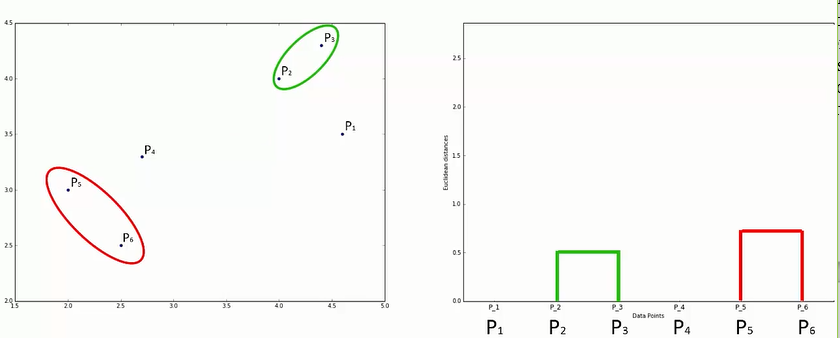 4.5
4.0
3.5
3.0
2.5
2.0
1.5 2.0 2.5 3.0 3.5 4.0 4.5 5.0
P₃
P₂
P₁
P₄
P₅
P₆
Euclidean distances
2.5
2.0
1.5
1.0
0.5
0.0
P_1 P_2 P_3 P_4 P_5 P_6
Data Points
P₁ P₂ P₃ P₄ P₅ P₆